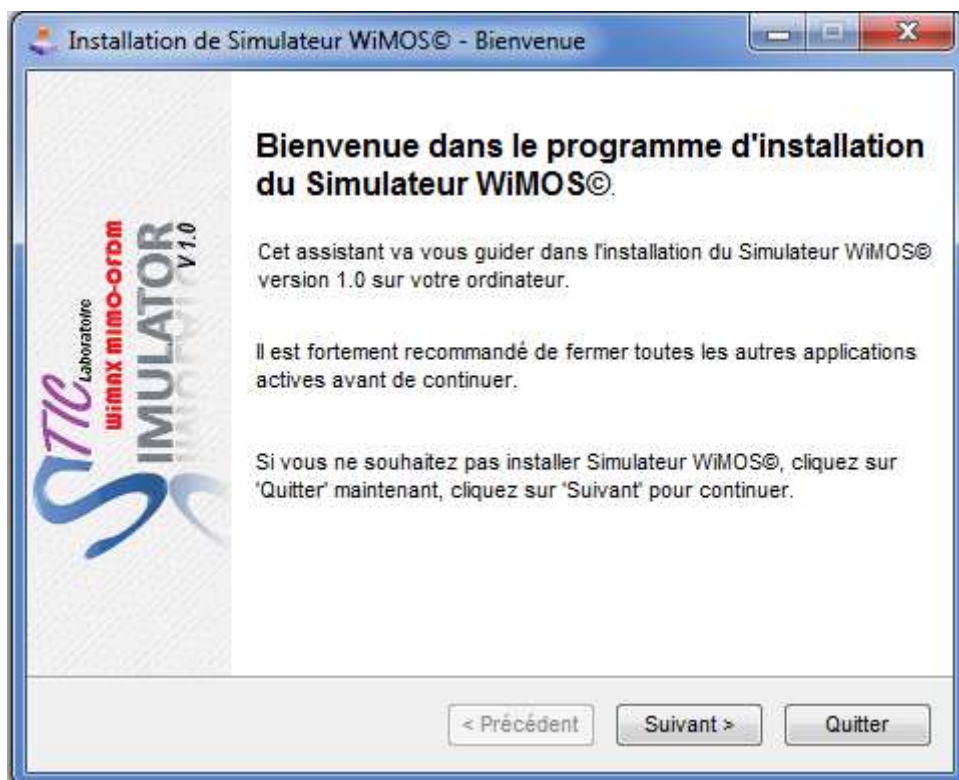 Installation de Simulateur WiMOS© - Bienvenue
STIC Laboratoire
WiMAX MIMO-OFDM
SIMULATOR
V 1.0
Bienvenue dans le programme d'installation
du Simulateur WiMOS©.
Cet assistant va vous guider dans l'installation du Simulateur WiMOS©
version 1.0 sur votre ordinateur.
Il est fortement recommandé de fermer toutes les autres applications
actives avant de continuer.
Si vous ne souhaitez pas installer Simulateur WiMOS©, cliquez sur
'Quitter' maintenant, cliquez sur 'Suivant' pour continuer.
< Précédent
Suivant >
Quitter